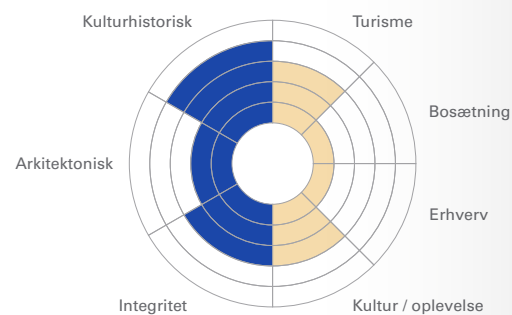 Kulturhistorisk
Turisme
Bosætning
Arkitektonisk
Erhverv
Integritet
Kultur / oplevelse